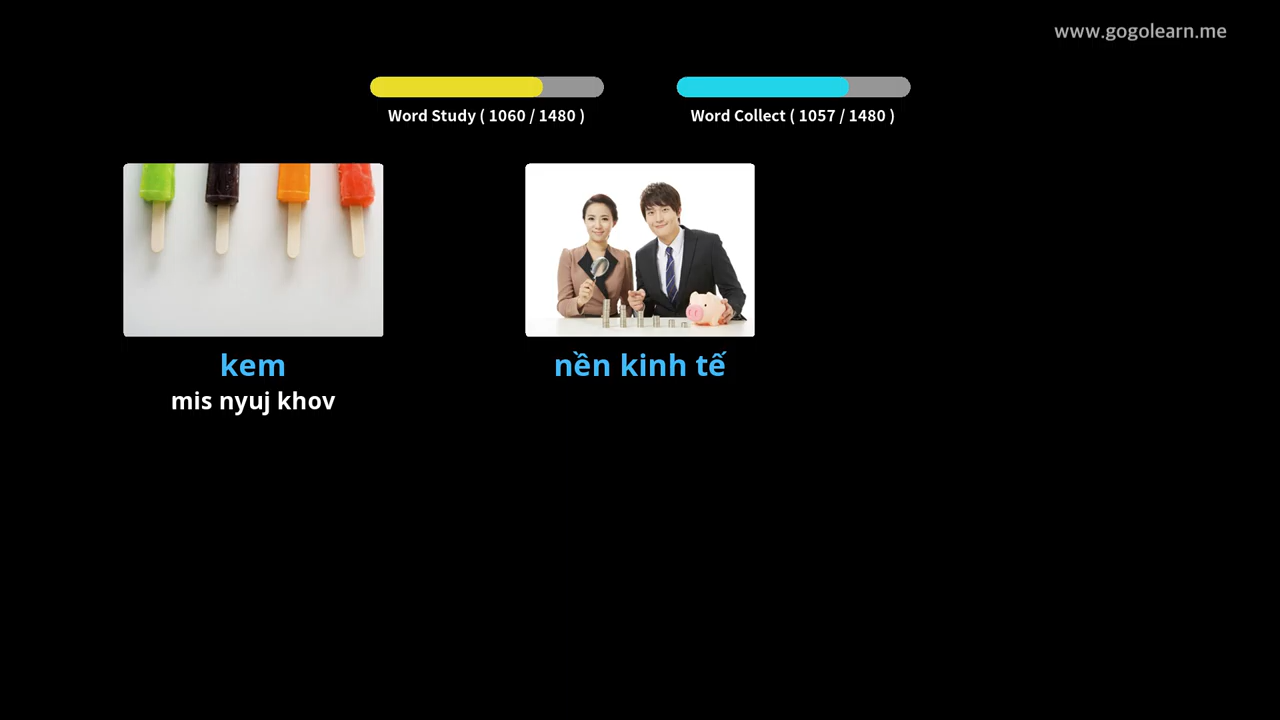 www.gogolearn.me
Word Study ( 1060 / 1480 )
Word Collect ( 1057 / 1480 )
kem
mis nyuj khov
nền kinh tế